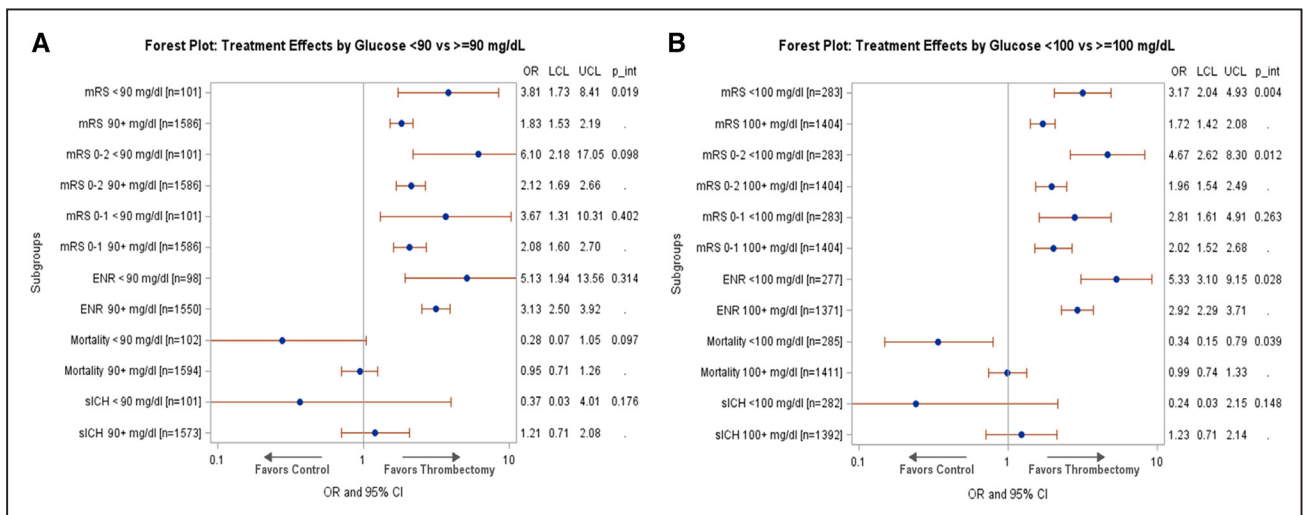 A
Forest Plot: Treatment Effects by Glucose <90 vs >=90 mg/dL
OR LCL UCL p_int
mRS <90 mg/dl [n=101] 3.81 1.73 8.41 0.019
mRS 90+ mg/dl [n=1586] 1.83 1.53 2.19 .
mRS 0-2 <90 mg/dl [n=101] 6.10 2.18 17.05 0.098
mRS 0-2 90+ mg/dl [n=1586] 2.12 1.69 2.66 .
mRS 0-1 <90 mg/dl [n=101] 3.67 1.31 10.31 0.402
mRS 0-1 90+ mg/dl [n=1586] 2.08 1.60 2.70 .
ENR <90 mg/dl [n=98] 5.13 1.94 13.56 0.314
ENR 90+ mg/dl [n=1550] 3.13 2.50 3.92 .
Mortality <90 mg/dl [n=102] 0.28 0.07 1.05 0.097
Mortality 90+ mg/dl [n=1594] 0.95 0.71 1.26 .
sICH <90 mg/dl [n=101] 0.37 0.03 4.01 0.176
sICH 90+ mg/dl [n=1573] 1.21 0.71 2.08 .
Subgroups
0.1 1 10
Favors Control Favors Thrombectomy
OR and 95% CI
B
Forest Plot: Treatment Effects by Glucose <100 vs >=100 mg/dL
OR LCL UCL p_int
mRS <100 mg/dl [n=283] 3.17 2.04 4.93 0.004
mRS 100+ mg/dl [n=1404] 1.72 1.42 2.08 .
mRS 0-2 <100 mg/dl [n=283] 4.67 2.62 8.30 0.012
mRS 0-2 100+ mg/dl [n=1404] 1.96 1.54 2.49 .
mRS 0-1 <100 mg/dl [n=283] 2.81 1.61 4.91 0.263
mRS 0-1 100+ mg/dl [n=1404] 2.02 1.52 2.68 .
ENR <100 mg/dl [n=277] 5.33 3.10 9.15 0.028
ENR 100+ mg/dl [n=1371] 2.92 2.29 3.71 .
Mortality <100 mg/dl [n=285] 0.34 0.15 0.79 0.039
Mortality 100+ mg/dl [n=1411] 0.99 0.74 1.33 .
sICH <100 mg/dl [n=282] 0.24 0.03 2.15 0.148
sICH 100+ mg/dl [n=1392] 1.23 0.71 2.14 .
Subgroups
0.1 1 10
Favors Control Favors Thrombectomy
OR and 95% CI